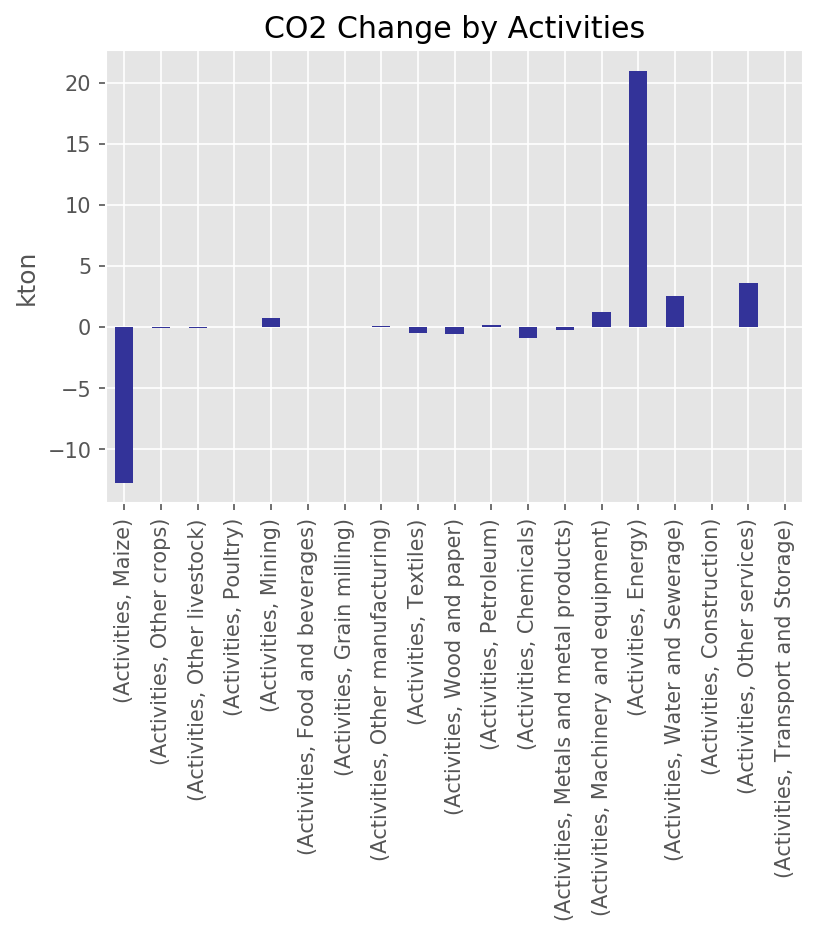 CO2 Change by Activities
kton
20
15
10
5
0
−5
−10
(Activities, Maize)
(Activities, Other crops)
(Activities, Other livestock)
(Activities, Poultry)
(Activities, Mining)
(Activities, Food and beverages)
(Activities, Grain milling)
(Activities, Other manufacturing)
(Activities, Textiles)
(Activities, Wood and paper)
(Activities, Petroleum)
(Activities, Chemicals)
(Activities, Metals and metal products)
(Activities, Machinery and equipment)
(Activities, Energy)
(Activities, Water and Sewerage)
(Activities, Construction)
(Activities, Other services)
(Activities, Transport and Storage)